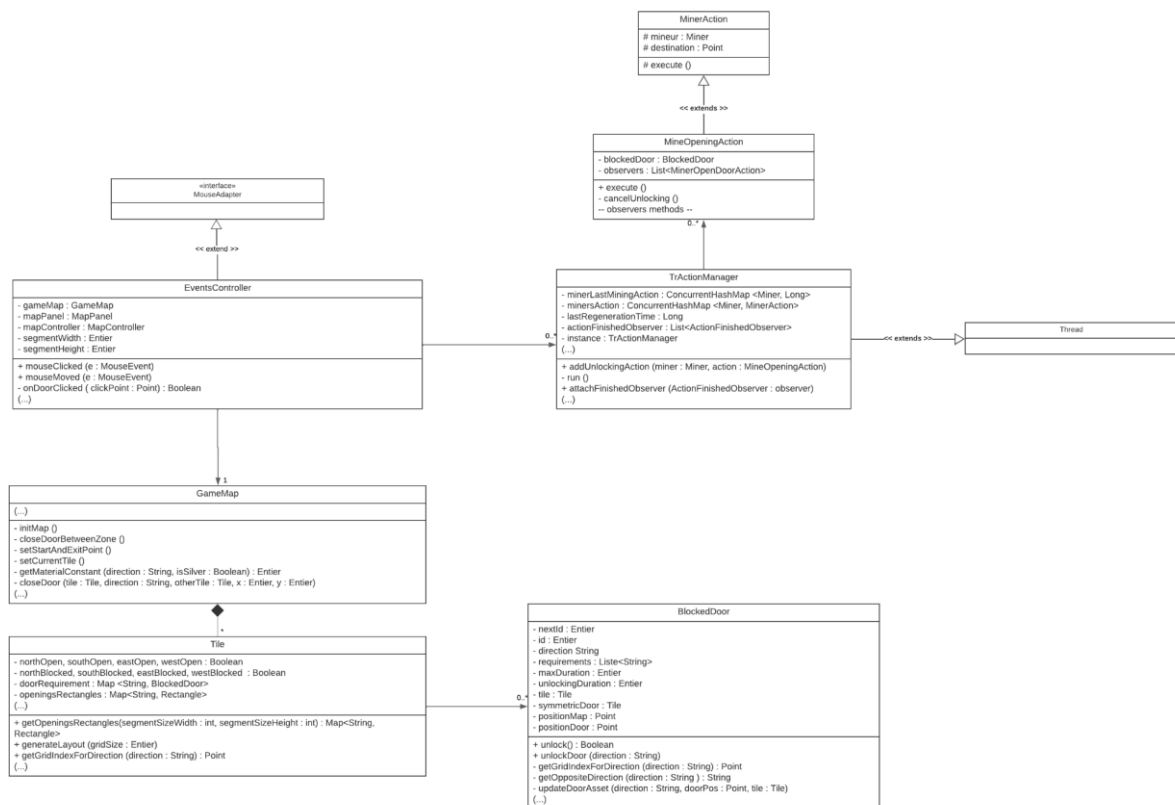 MinerAction
# mineur : Miner
# destination : Point
# execute ()
<< extends >>
MineOpeningAction
- blockedDoor : BlockedDoor
- observers : List<MinerOpenDoorAction>
+ execute ()
- cancelUnlocking ()
-- observers methods --
0..*
«interface»
MouseAdapter
<< extend >>
EventsController
- gameMap : GameMap
- mapPanel : MapPanel
- mapController : MapController
- segmentWidth : Entier
- segmentHeight : Entier
+ mouseClicked (e : MouseEvent)
+ mouseMoved (e : MouseEvent)
- onDoorClicked ( clickPoint : Point) : Boolean
(...)
0..*
TrActionManager
- minerLastMiningAction : ConcurrentHashMap <Miner, Long>
- minersAction : ConcurrentHashMap <Miner, MinerAction>
- lastRegenerationTime : Long
- actionFinishedObserver : List<ActionFinishedObserver>
- instance : TrActionManager
(...)
+ addUnlockingAction (miner : Miner, action : MineOpeningAction)
- run ()
+ attachFinishedObserver (ActionFinishedObserver : observer)
(...)
<< extends >>
Thread
1
GameMap
(...)
- initMap ()
- closeDoorBetweenZone ()
- setStartAndExitPoint ()
- setCurrentTile ()
- getMaterialConstant (direction : String, isSilver : Boolean) : Entier
- closeDoor (tile : Tile, direction : String, otherTile : Tile, x : Entier, y : Entier)
(...)
*
Tile
- northOpen, southOpen, eastOpen, westOpen : Boolean
- northBlocked, southBlocked, eastBlocked, westBlocked  : Boolean
- doorRequirement : Map <String, BlockedDoor>
- openingsRectangles : Map<String, Rectangle>
(...)
+ getOpeningsRectangles(segmentSizeWidth : int, segmentSizeHeight : int) : Map<String,
Rectangle>
+ generateLayout (gridSize : Entier)
+ getGridIndexForDirection (direction : String) : Point
(...)
0..*
BlockedDoor
- nextId : Entier
- id : Entier
- direction String
- requirements : Liste<String>
- maxDuration : Entier
- unlockingDuration : Entier
- tile : Tile
- symmetricDoor : Tile
- positionMap : Point
- positionDoor : Point
+ unlock() : Boolean
+ unlockDoor (direction : String)
- getGridIndexForDirection (direction : String) : Point
- getOppositeDirection (direction : String ) : String
- updateDoorAsset (direction : String, doorPos : Point, tile : Tile)
(...)